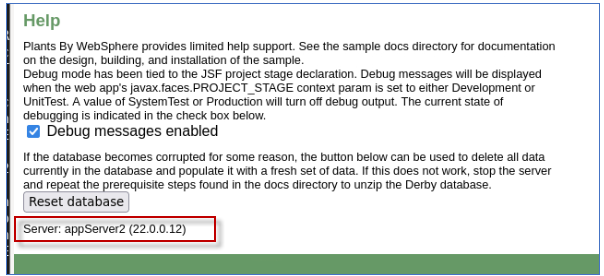 Help
Plants By WebSphere provides limited help support. See the sample docs directory for documentation
on the design, building, and installation of the sample.
Debug mode has been tied to the JSF project stage declaration. Debug messages will be displayed
when the web app's javax.faces.PROJECT_STAGE context param is set to either Development or
UnitTest. A value of SystemTest or Production will turn off debug output. The current state of
debugging is indicated in the check box below.
Debug messages enabled
If the database becomes corrupted for some reason, the button below can be used to delete all data
currently in the database and populate it with a fresh set of data. If this does not work, stop the server
and repeat the prerequisite steps found in the docs directory to unzip the Derby database.
Reset database
Server: appServer2 (22.0.0.12)